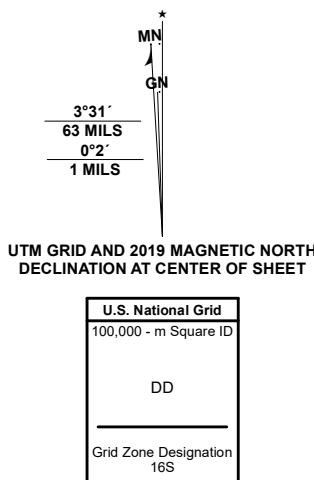 ★
MN
GN
3°31´
63 MILS
0°2´
1 MILS
UTM GRID AND 2019 MAGNETIC NORTH
DECLINATION AT CENTER OF SHEET
U.S. National Grid
100,000 - m Square ID
DD
Grid Zone Designation
16S